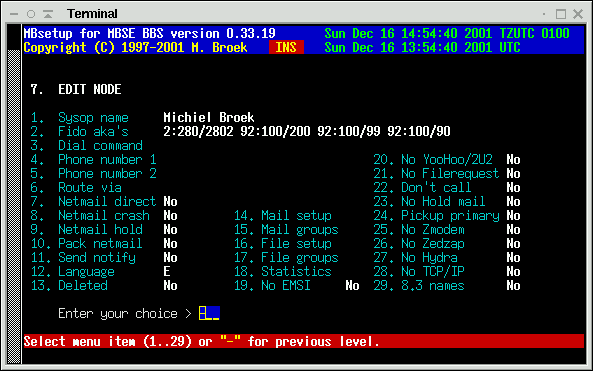 Terminal
MBsetup for MBSE BBS version 0.33.19 Sun Dec 16 14:54:40 2001 TZUTC 0100
Copyright (C) 1997-2001 M. Broek INS Sun Dec 16 13:54:40 2001 UTC
7. EDIT NODE
1. Sysop name Michiel Broek
2. Fido aka's 2:280/2802 92:100/200 92:100/99 92:100/90
3. Dial command
4. Phone number 1 20. No YooHoo/2U2 No
5. Phone number 2 21. No Filerequest No
6. Route via 22. Don't call No
7. Netmail direct No 23. No Hold mail No
8. Netmail crash No 14. Mail setup 24. Pickup primary No
9. Netmail hold No 15. Mail groups 25. No Zmodem No
10. Pack netmail No 16. File setup 26. No Zedzap No
11. Send notify No 17. File groups 27. No Hydra No
12. Language E 18. Statistics 28. No TCP/IP No
13. Deleted No 19. No EMSI No 29. 8.3 names No
Enter your choice > -__
Select menu item (1..29) or "-" for previous level.